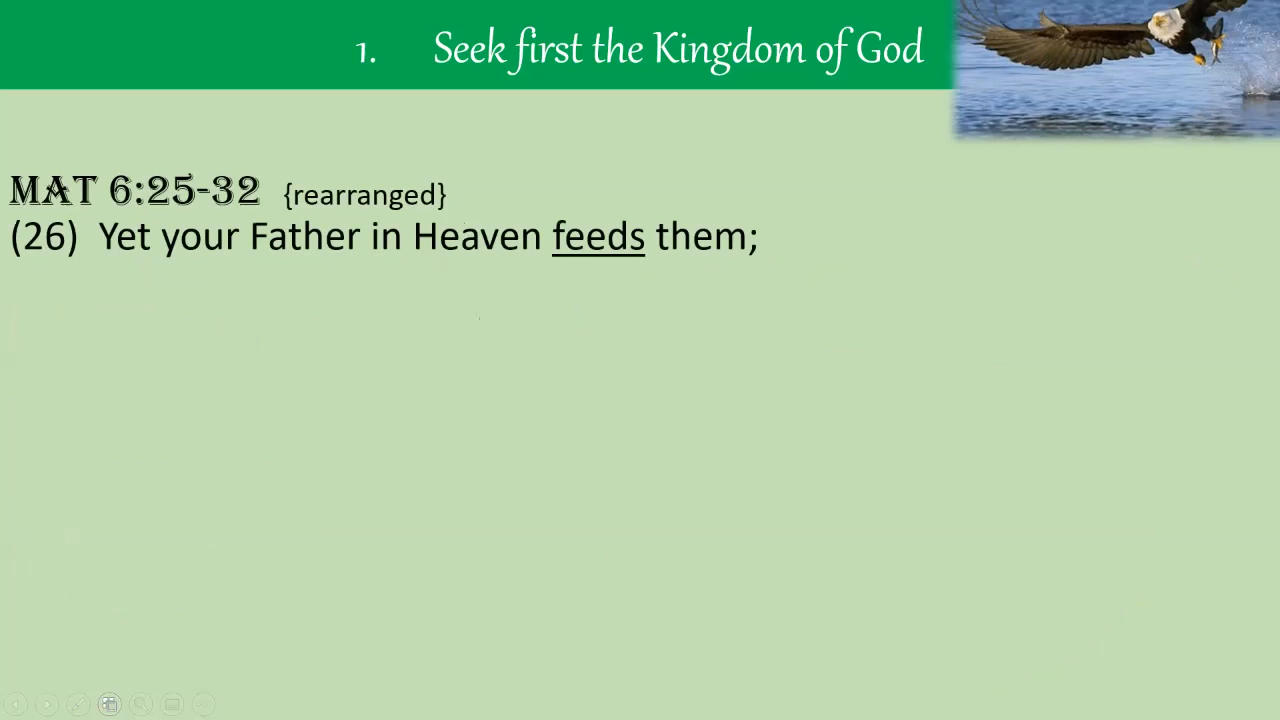 1. Seek first the Kingdom of God
MAT 6:25-32 {rearranged}
(26) Yet your Father in Heaven feeds them;